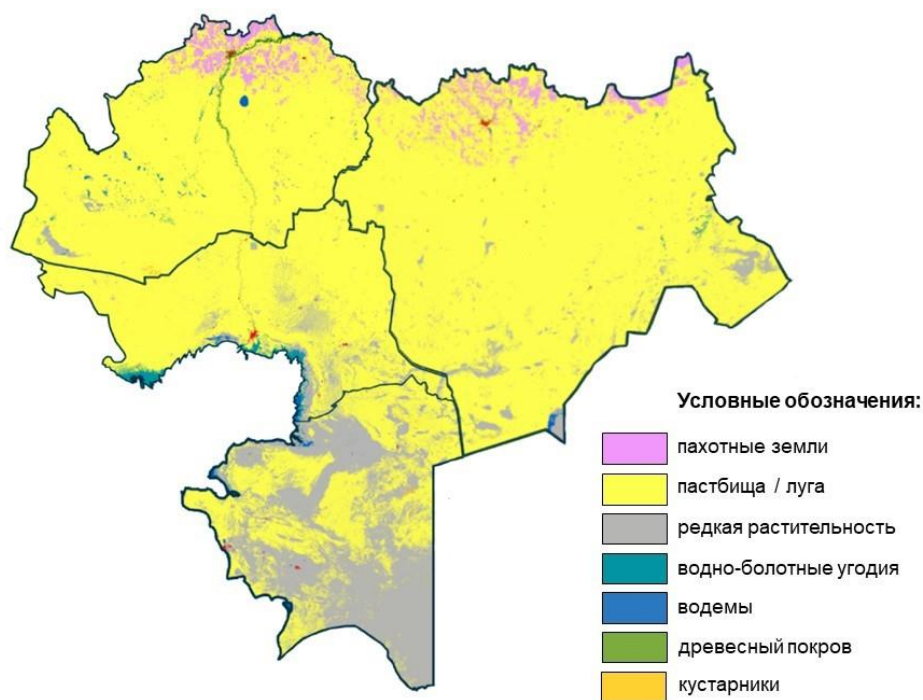 Условные обозначения:
пахотные земли
пастбища / луга
редкая растительность
водно-болотные угодия
водемы
древесный покров
кустарники